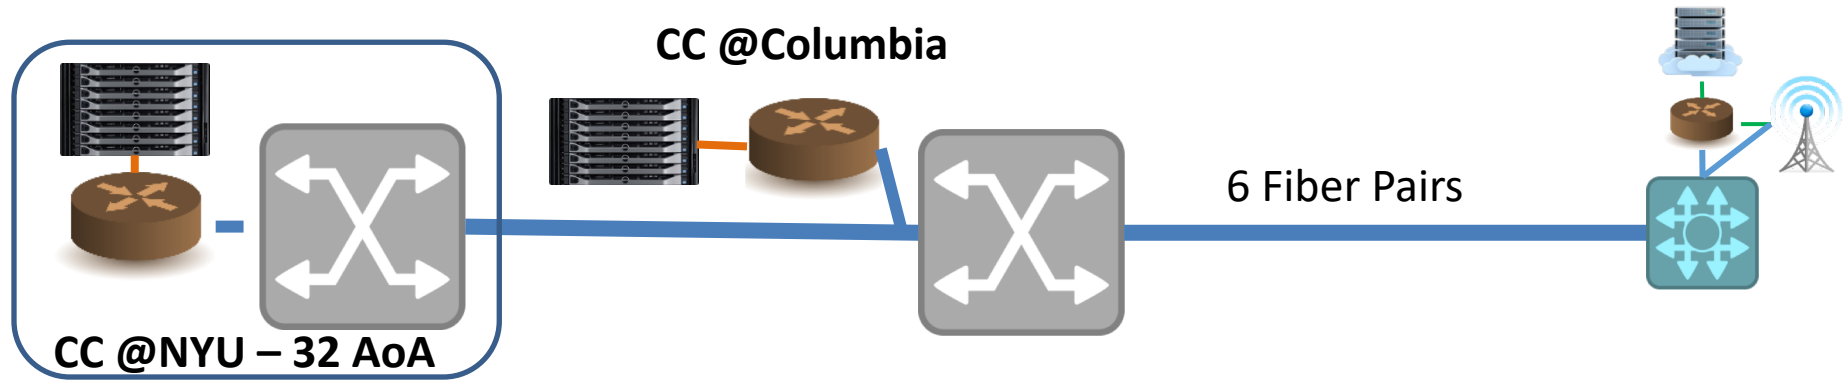 CC @Columbia
6 Fiber Pairs
CC @NYU – 32 AoA